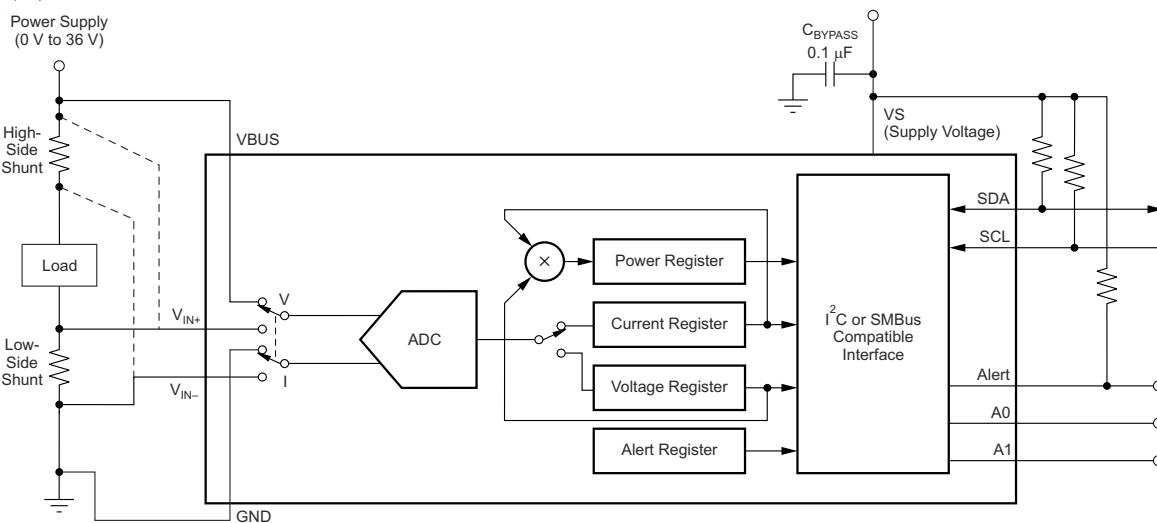 Power Supply
(0 V to 36 V)
C_BYPASS
0.1 μF
VS
(Supply Voltage)
High-
Side
Shunt
VBUS
SDA
SCL
Load
×
Power Register
V
V_IN+
ADC
Current Register
I²C or SMBus
Compatible
Interface
Low-
Side
Shunt
I
V_IN–
Voltage Register
Alert
A0
Alert Register
A1
GND